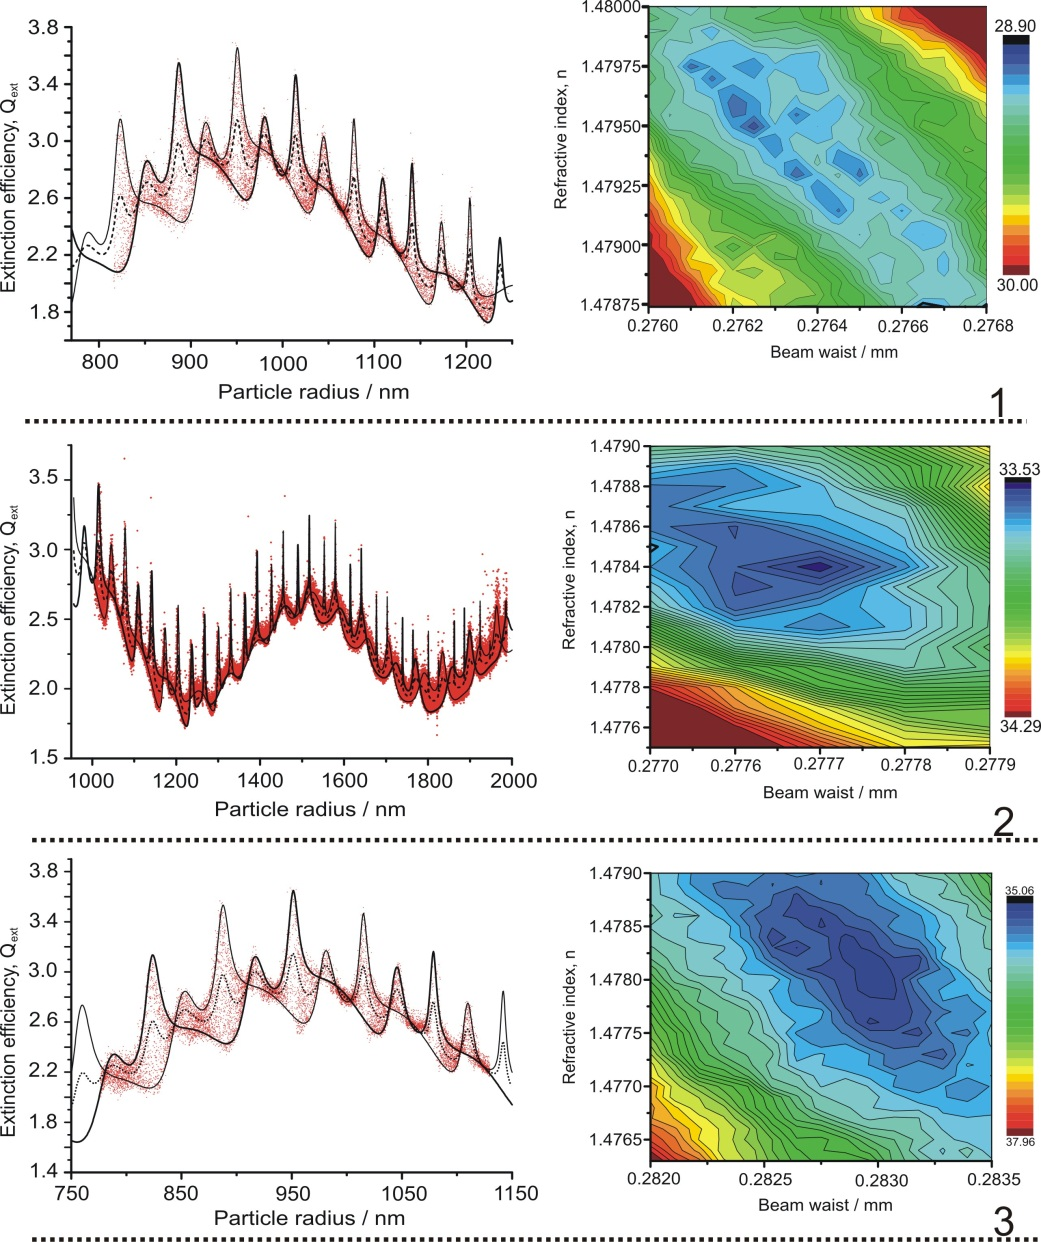 3.8
3.4
3.0
2.6
2.2
1.8
Extinction efficiency, Qext
800 900 1000 1100 1200
Particle radius / nm
1.48000
1.47975
1.47950
1.47925
1.47900
1.47875
Refractive index, n
0.2760 0.2762 0.2764 0.2766 0.2768
Beam waist / mm
28.90
30.00
1
3.5
3.0
2.5
2.0
1.5
Extinction efficiency, Qext
1000 1200 1400 1600 1800 2000
Particle radius / nm
1.4790
1.4788
1.4786
1.4784
1.4782
1.4780
1.4778
1.4776
Refractive index, n
0.2770 0.2776 0.2777 0.2778 0.2779
Beam waist / mm
33.53
34.29
2
3.8
3.4
3.0
2.6
2.2
1.8
1.4
Extinction efficiency, Qext
750 850 950 1050 1150
Particle radius / nm
1.4790
1.4785
1.4780
1.4775
1.4770
1.4765
Refractive index, n
0.2820 0.2825 0.2830 0.2835
Beam waist / mm
35.06
37.96
3